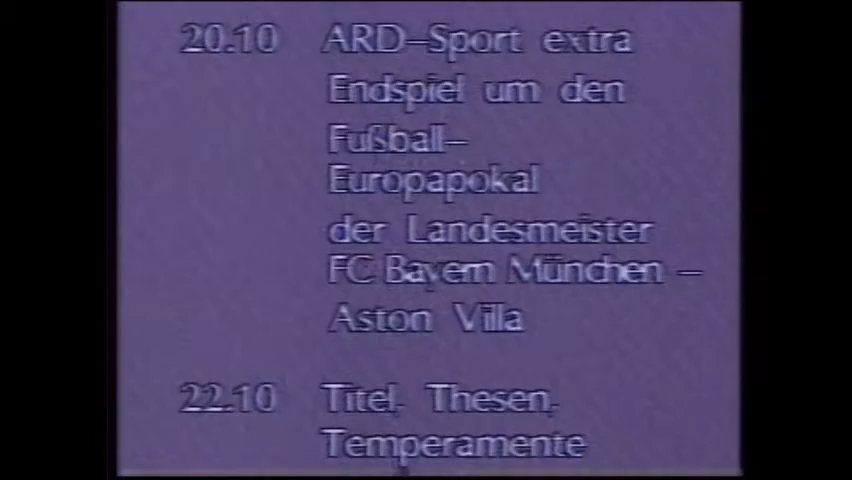 20.10 ARD-Sport extra
Endspiel um den
Fußball-
Europapokal
der Landesmeister
FC Bayern München -
Aston Villa
22.10 Titel, Thesen,
Temperamente